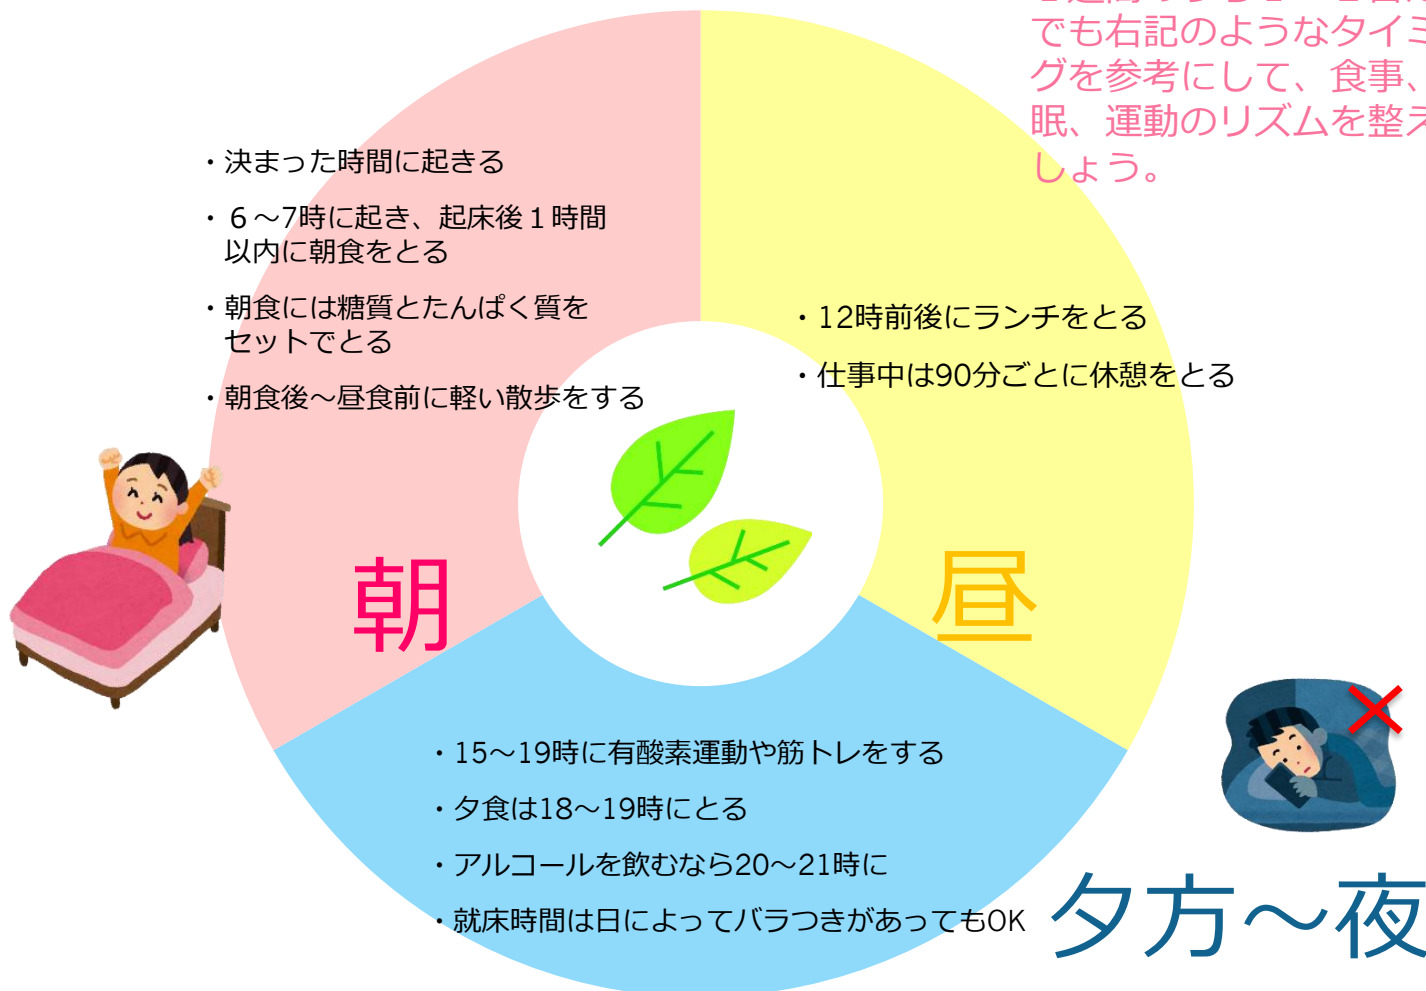 でも右記のようなタイミ
グを参考にして、食事、
眠、運動のリズムを整え
しょう。
・決まった時間に起きる
・６〜7時に起き、起床後１時間
以内に朝食をとる
・朝食には糖質とたんぱく質を
セットでとる
・朝食後〜昼食前に軽い散歩をする
・12時前後にランチをとる
・仕事中は90分ごとに休憩をとる
朝
昼
・15〜19時に有酸素運動や筋トレをする
・夕食は18〜19時にとる
・アルコールを飲むなら20〜21時に
・就床時間は日によってバラつきがあってもOK
夕方〜夜